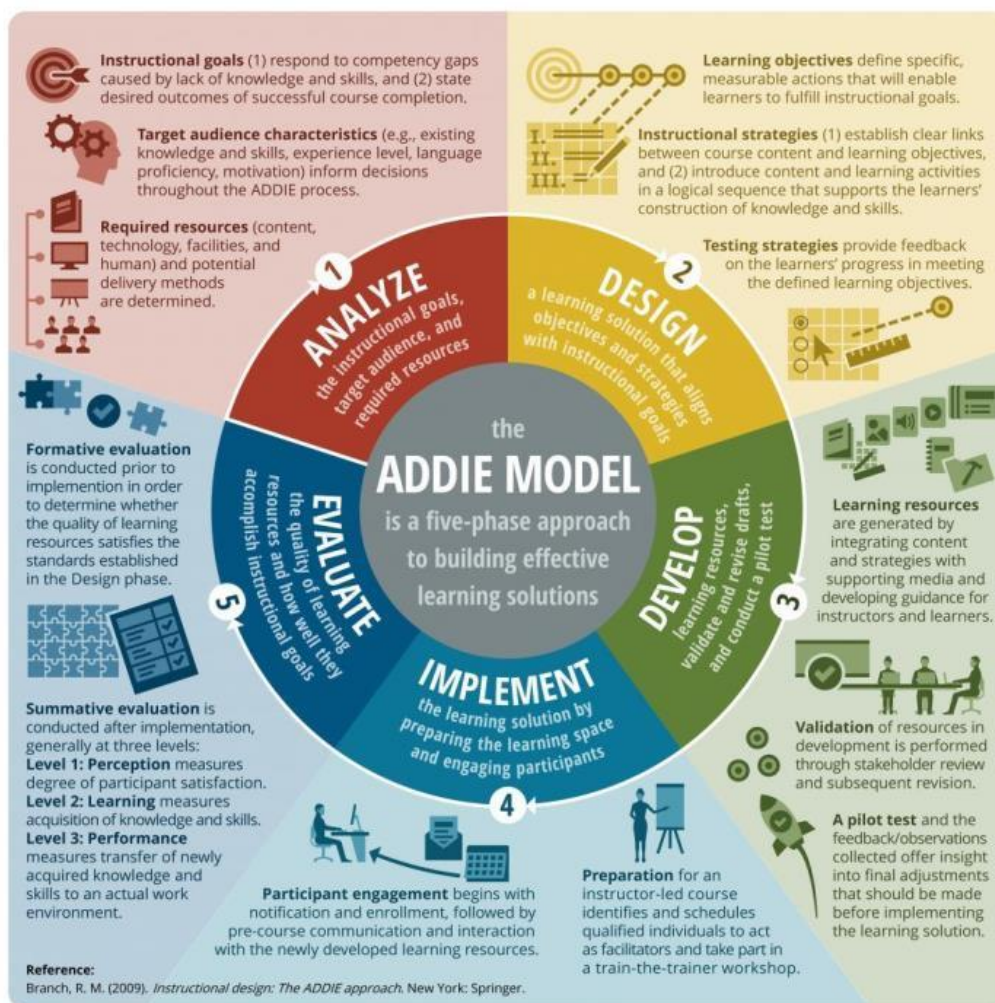 Instructional goals (1) respond to competency gaps
caused by lack of knowledge and skills, and (2) state
desired outcomes of successful course completion.
Target audience characteristics (e.g., existing
knowledge and skills, experience level, language
proficiency, motivation) inform decisions
throughout the ADDIE process.
Required resources (content,
technology, facilities, and
human) and potential
delivery methods
are determined.
1
ANALYZE
the instructional goals,
target audience, and
required resources
Learning objectives define specific,
measurable actions that will enable
learners to fulfill instructional goals.
I.
II.
III.
Instructional strategies (1) establish clear links
between course content and learning objectives,
and (2) introduce content and learning activities
in a logical sequence that supports the learners'
construction of knowledge and skills.
Testing strategies provide feedback
on the learners' progress in meeting
the defined learning objectives.
2
DESIGN
a learning solution that aligns
objectives and strategies
with instructional goals
the
ADDIE MODEL
is a five-phase approach
to building effective
learning solutions
3
DEVELOP
learning resources,
validate and revise drafts,
and conduct a pilot test
Learning resources
are generated by
integrating content
and strategies with
supporting media and
developing guidance for
instructors and learners.
Validation of resources in
development is performed
through stakeholder review
and subsequent revision.
A pilot test and the
feedback/observations
collected offer insight
into final adjustments
that should be made
before implementing
the learning solution.
IMPLEMENT
the learning solution by
preparing the learning space
and engaging participants
4
Participant engagement begins with
notification and enrollment, followed by
pre-course communication and interaction
with the newly developed learning resources.
Preparation for an
instructor-led course
identifies and schedules
qualified individuals to act
as facilitators and take part in
a train-the-trainer workshop.
5
EVALUATE
the quality of learning
resources and how well they
accomplish instructional goals
Formative evaluation
is conducted prior to
implementation in order
to determine whether
the quality of learning
resources satisfies the
standards established
in the Design phase.
Summative evaluation is
conducted after implementation,
generally at three levels:
Level 1: Perception measures
degree of participant satisfaction.
Level 2: Learning measures
acquisition of knowledge and skills.
Level 3: Performance
measures transfer of newly
acquired knowledge and
skills to an actual work
environment.
Reference:
Branch, R. M. (2009). Instructional design: The ADDIE approach. New York: Springer.